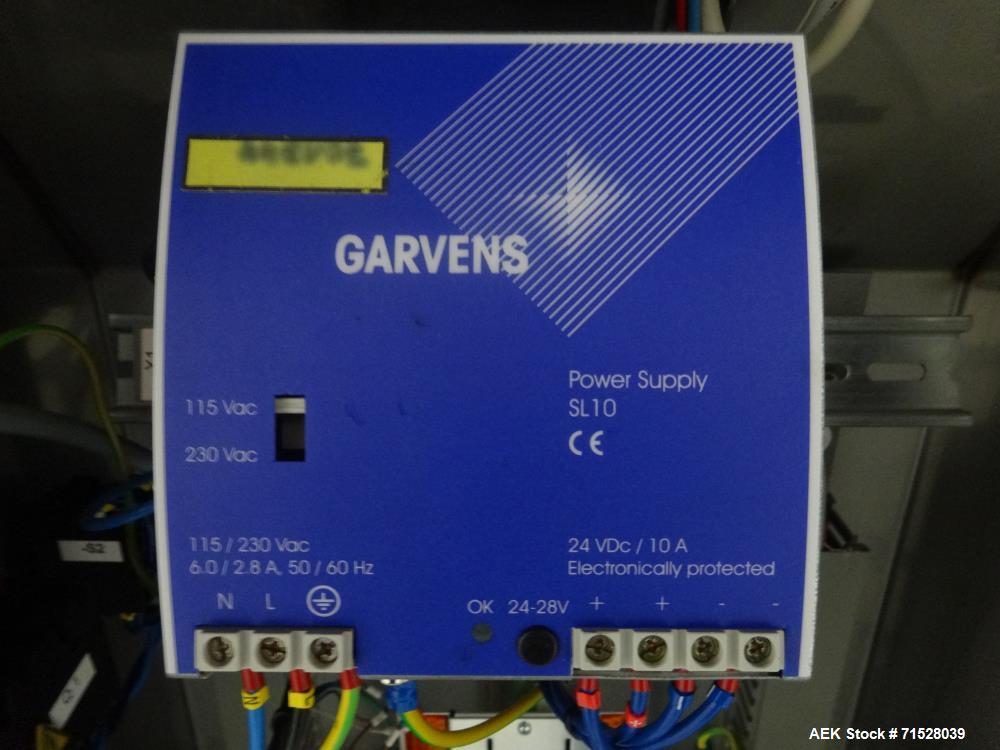 GARVENS
Power Supply
115 Vac
SL10
CE
230 Vac
115 / 230 Vac
6.0 / 2.8 A, 50 / 60 Hz
24 VDc / 10 A
Electronically protected
N L
OK 24-28V + + - -
-S2
N
AEK Stock #71528039